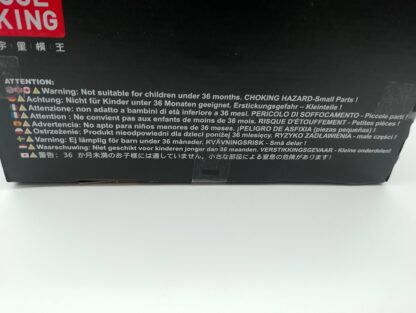 KING
宇星模王
ATTENTION:
Warning: Not suitable for children under 36 months. CHOKING HAZARD-Small Parts !
Achtung: Nicht für Kinder unter 36 Monaten geeignet. Erstickungsgefahr – Kleinteile !
Attenzione: non adatto a bambini di età inferiore a 36 mesi. PERICOLO DI SOFFOCAMENTO - Piccole parti !
Attention : Ne convient pas aux enfants de moins de 36 mois. RISQUE D'ÉTOUFFEMENT - Petites pièces !
Advertencia: No apto para niños menores de 36 meses. ¡PELIGRO DE ASFIXIA (piezas pequeñas) !
Ostrzeżenie: Produkt nieodpowiedni dla dzieci poniżej 36 miesięcy. RYZYKO ZADŁAWIENIA - małe części !
Varning: Ej lämplig för barn under 36 månader. KVÄVNINGSRISK - Små delar !
Waarschuwing: Niet geschikt voor kinderen jonger dan 36 maanden. VERSTIKKINGSGEVAAR - Kleine onderdelen!
警告: 36 か月未満のお子様には適していません。小さな部品による窒息の危険があります!